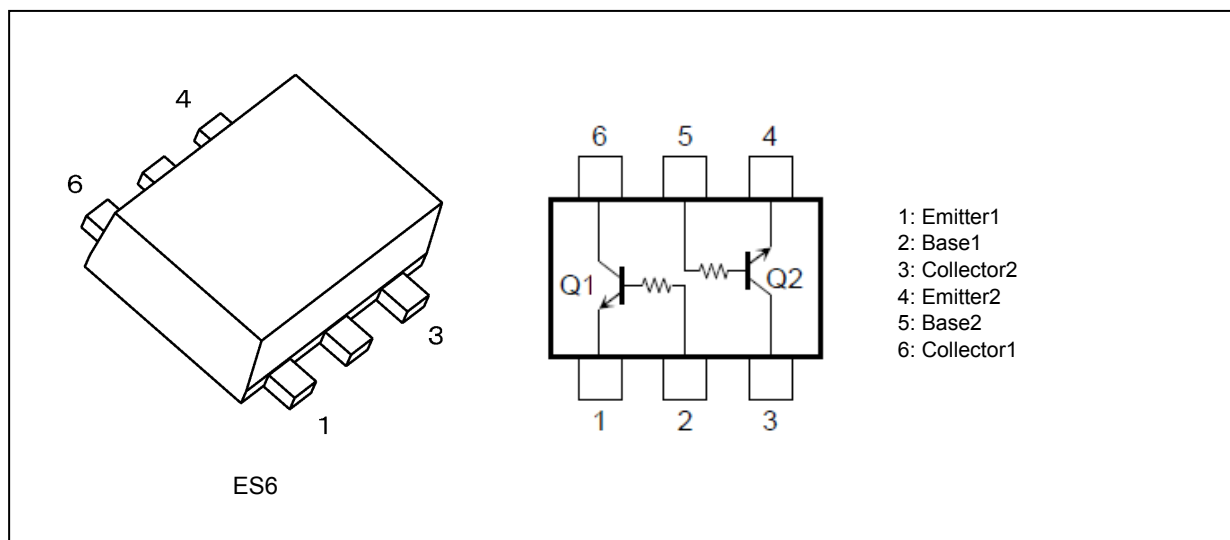 4
6
3
1
ES6
6 5 4
Q1 Q2
1 2 3
1: Emitter1
2: Base1
3: Collector2
4: Emitter2
5: Base2
6: Collector1